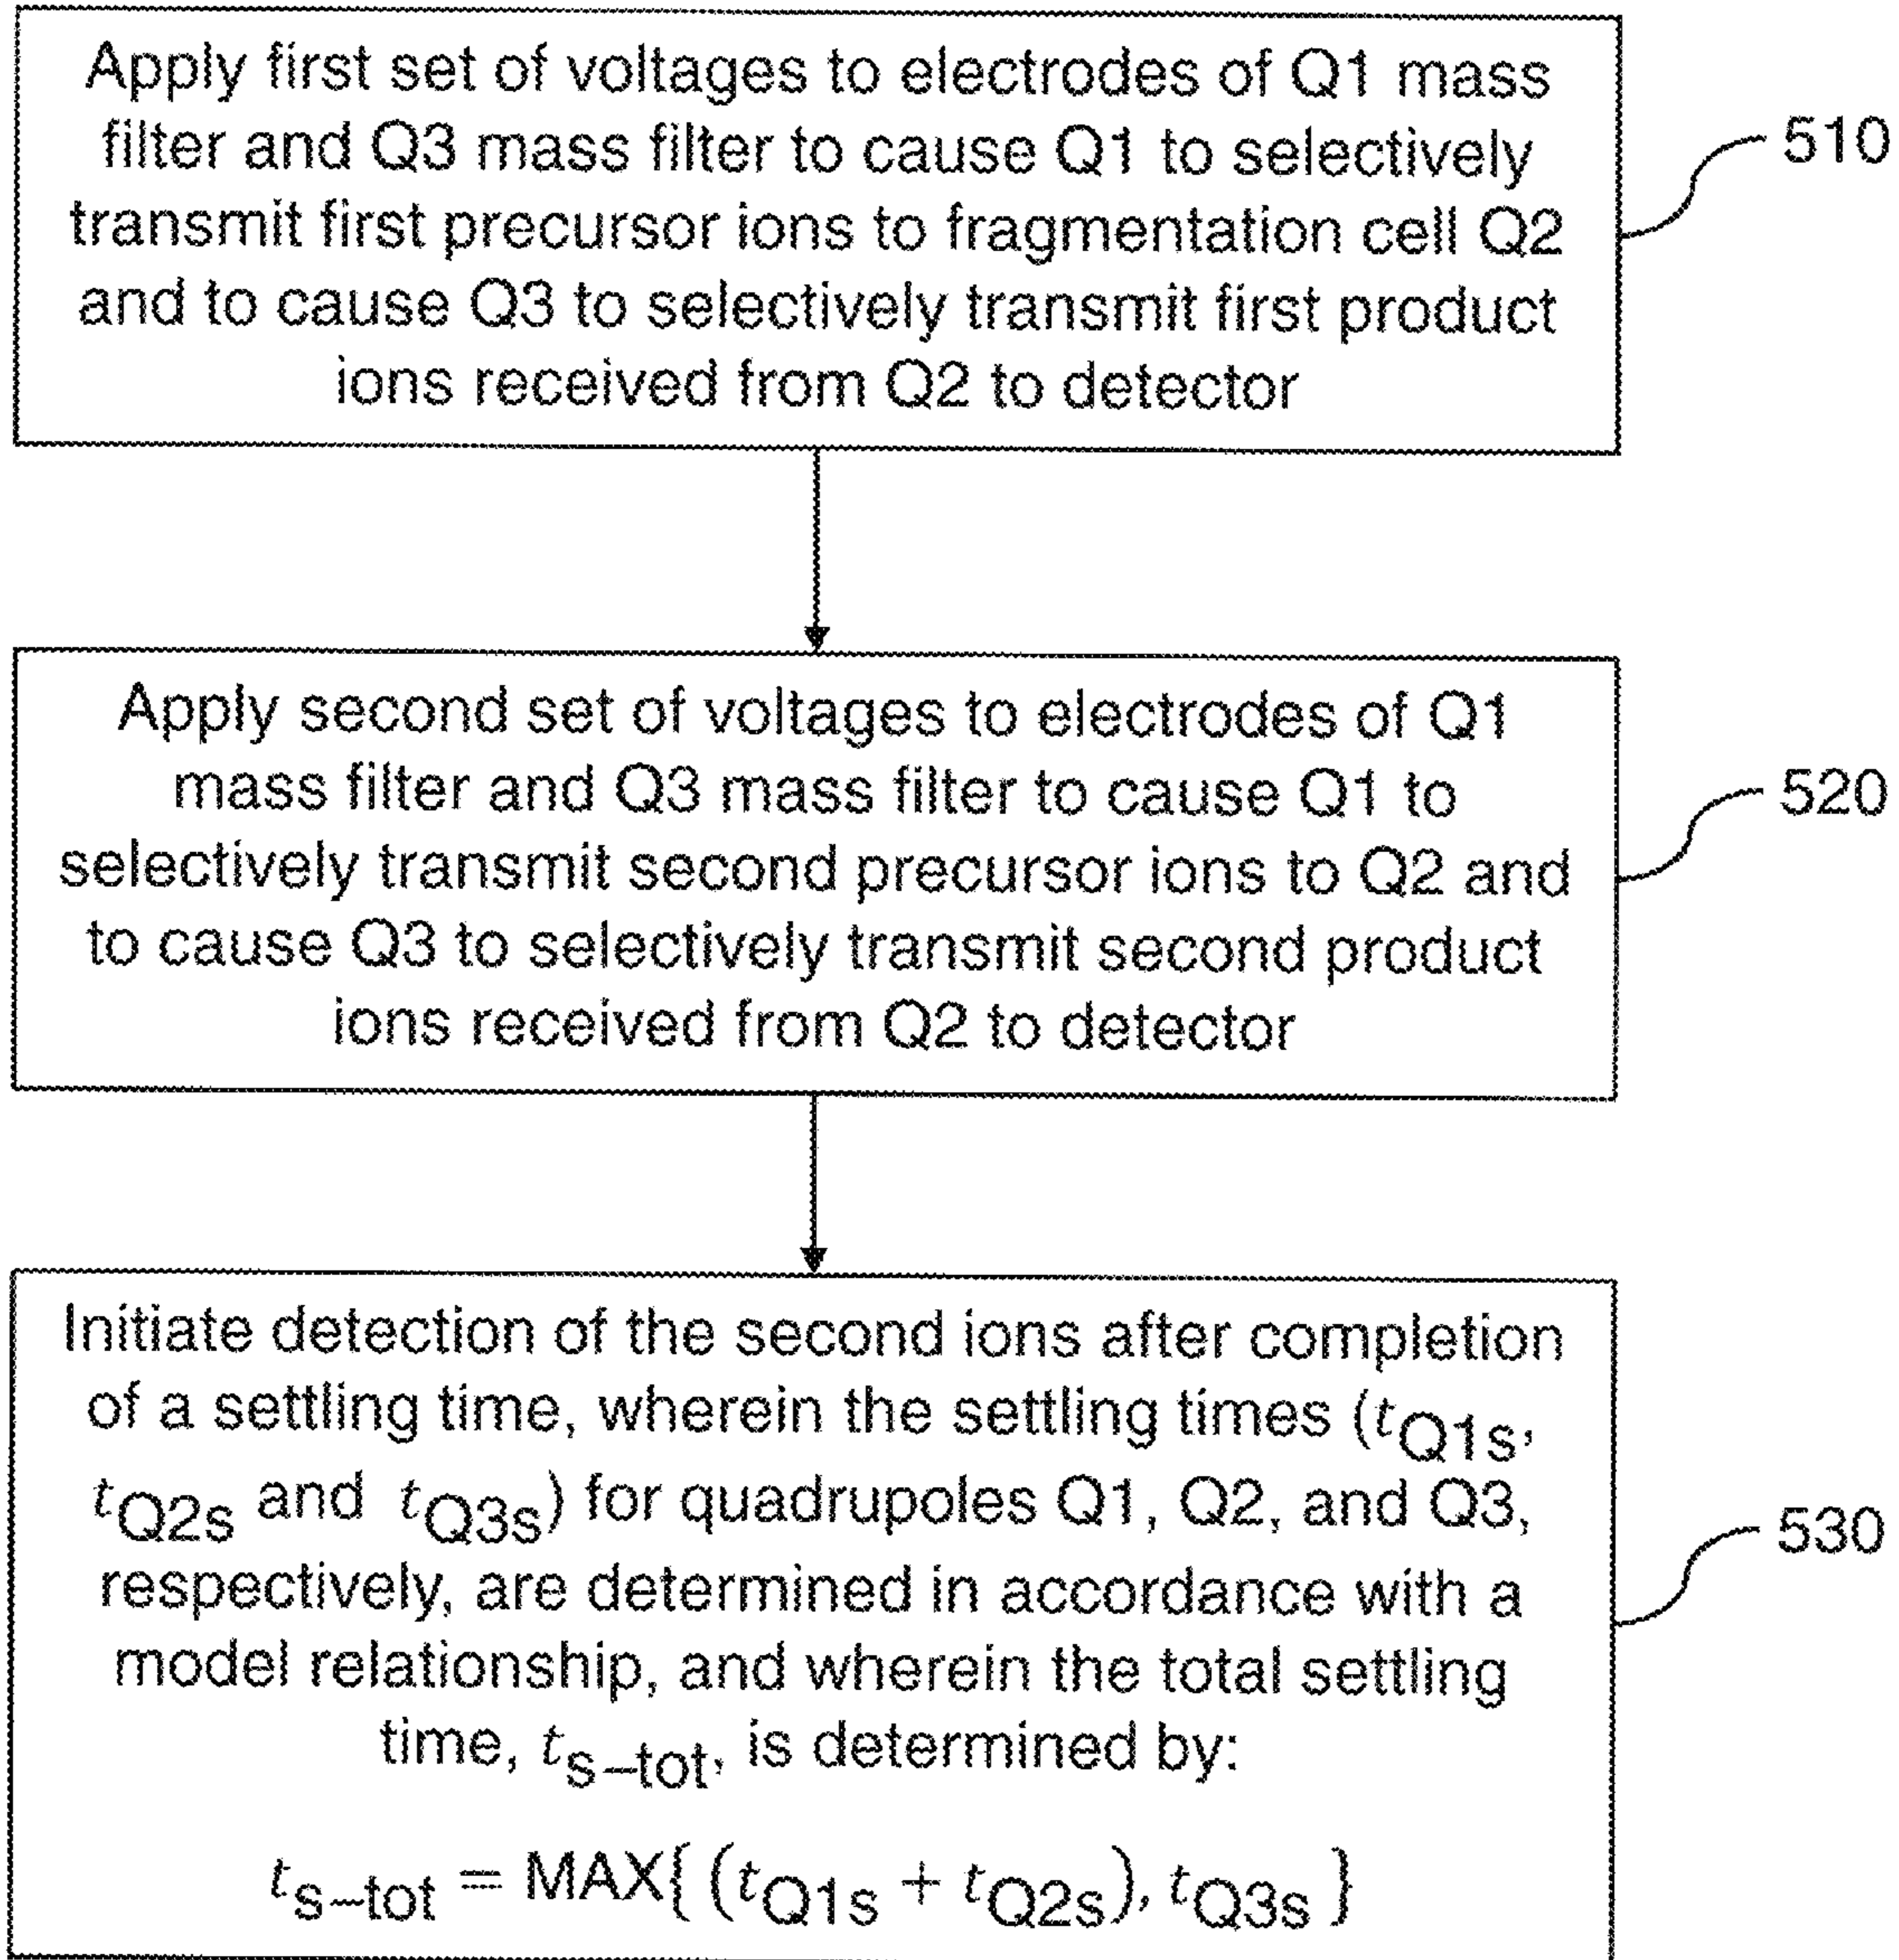 Apply first set of voltages to electrodes of Q1 mass
filter and Q3 mass filter to cause Q1 to selectively
transmit first precursor ions to fragmentation cell Q2
and to cause Q3 to selectively transmit first product
ions received from Q2 to detector
510
Apply second set of voltages to electrodes of Q1
mass filter and Q3 mass filter to cause Q1 to
selectively transmit second precursor ions to Q2 and
to cause Q3 to selectively transmit second product
ions received from Q2 to detector
520
Initiate detection of the second ions after completion
of a settling time, wherein the settling times (tQ1s,
tQ2s and tQ3s) for quadrupoles Q1, Q2, and Q3,
respectively, are determined in accordance with a
model relationship, and wherein the total settling
time, ts–tot, is determined by:
ts–tot = MAX{ (tQ1s + tQ2s), tQ3s }
530